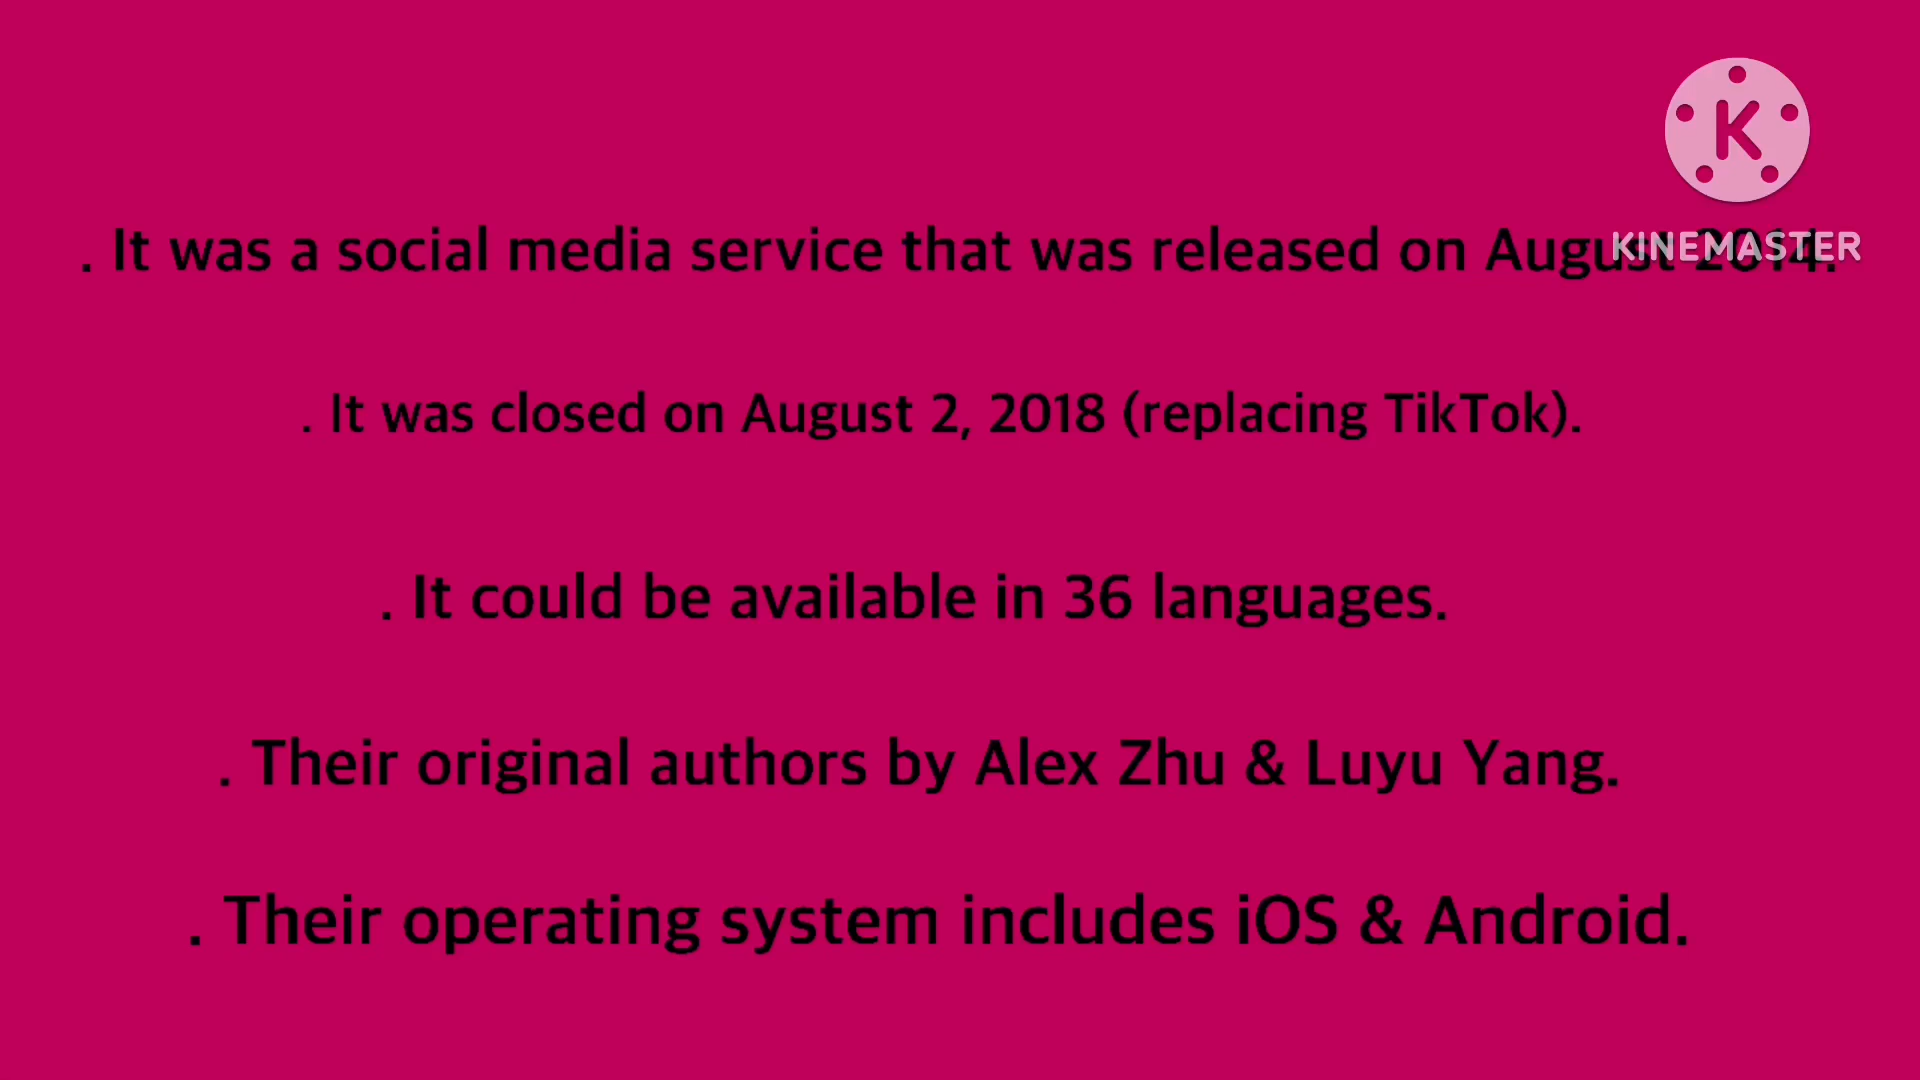 . It was a social media service that was released on August 2014.
KINEMASTER
. It was closed on August 2, 2018 (replacing TikTok).
. It could be available in 36 languages.
. Their original authors by Alex Zhu & Luyu Yang.
. Their operating system includes iOS & Android.